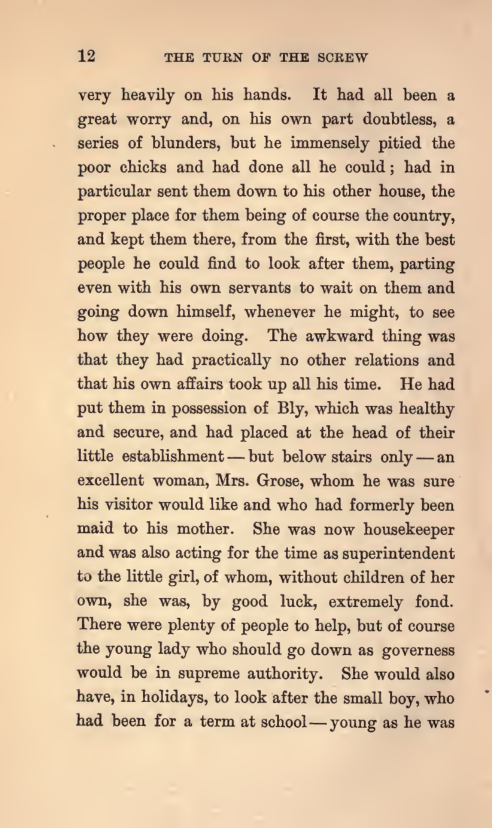 12 THE TURN OF THE SCREW
very heavily on his hands. It had all been a
great worry and, on his own part doubtless, a
series of blunders, but he immensely pitied the
poor chicks and had done all he could; had in
particular sent them down to his other house, the
proper place for them being of course the country,
and kept them there, from the first, with the best
people he could find to look after them, parting
even with his own servants to wait on them and
going down himself, whenever he might, to see
how they were doing. The awkward thing was
that they had practically no other relations and
that his own affairs took up all his time. He had
put them in possession of Bly, which was healthy
and secure, and had placed at the head of their
little establishment — but below stairs only — an
excellent woman, Mrs. Grose, whom he was sure
his visitor would like and who had formerly been
maid to his mother. She was now housekeeper
and was also acting for the time as superintendent
to the little girl, of whom, without children of her
own, she was, by good luck, extremely fond.
There were plenty of people to help, but of course
the young lady who should go down as governess
would be in supreme authority. She would also
have, in holidays, to look after the small boy, who
had been for a term at school — young as he was